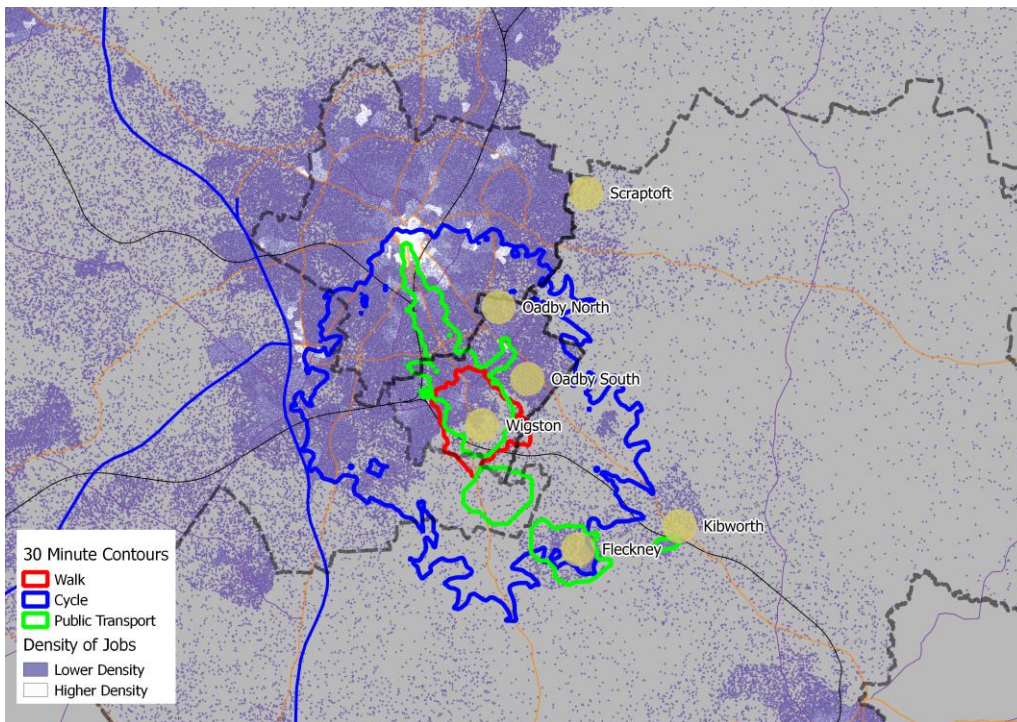 Scraptoft
Oadby North
Oadby South
Wigston
Kibworth
Fleckney
30 Minute Contours
Walk
Cycle
Public Transport
Density of Jobs
Lower Density
Higher Density